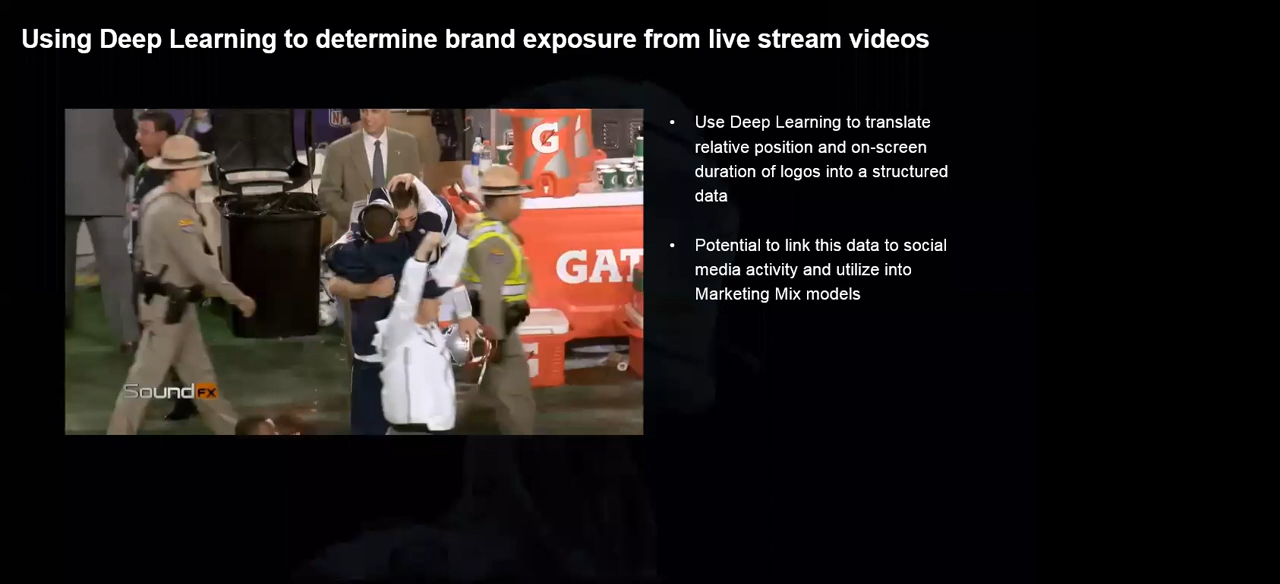 Using Deep Learning to determine brand exposure from live stream videos
• Use Deep Learning to translate
relative position and on-screen
duration of logos into a structured
data
• Potential to link this data to social
media activity and utilize into
Marketing Mix models
G
GAT
G
SoundFX